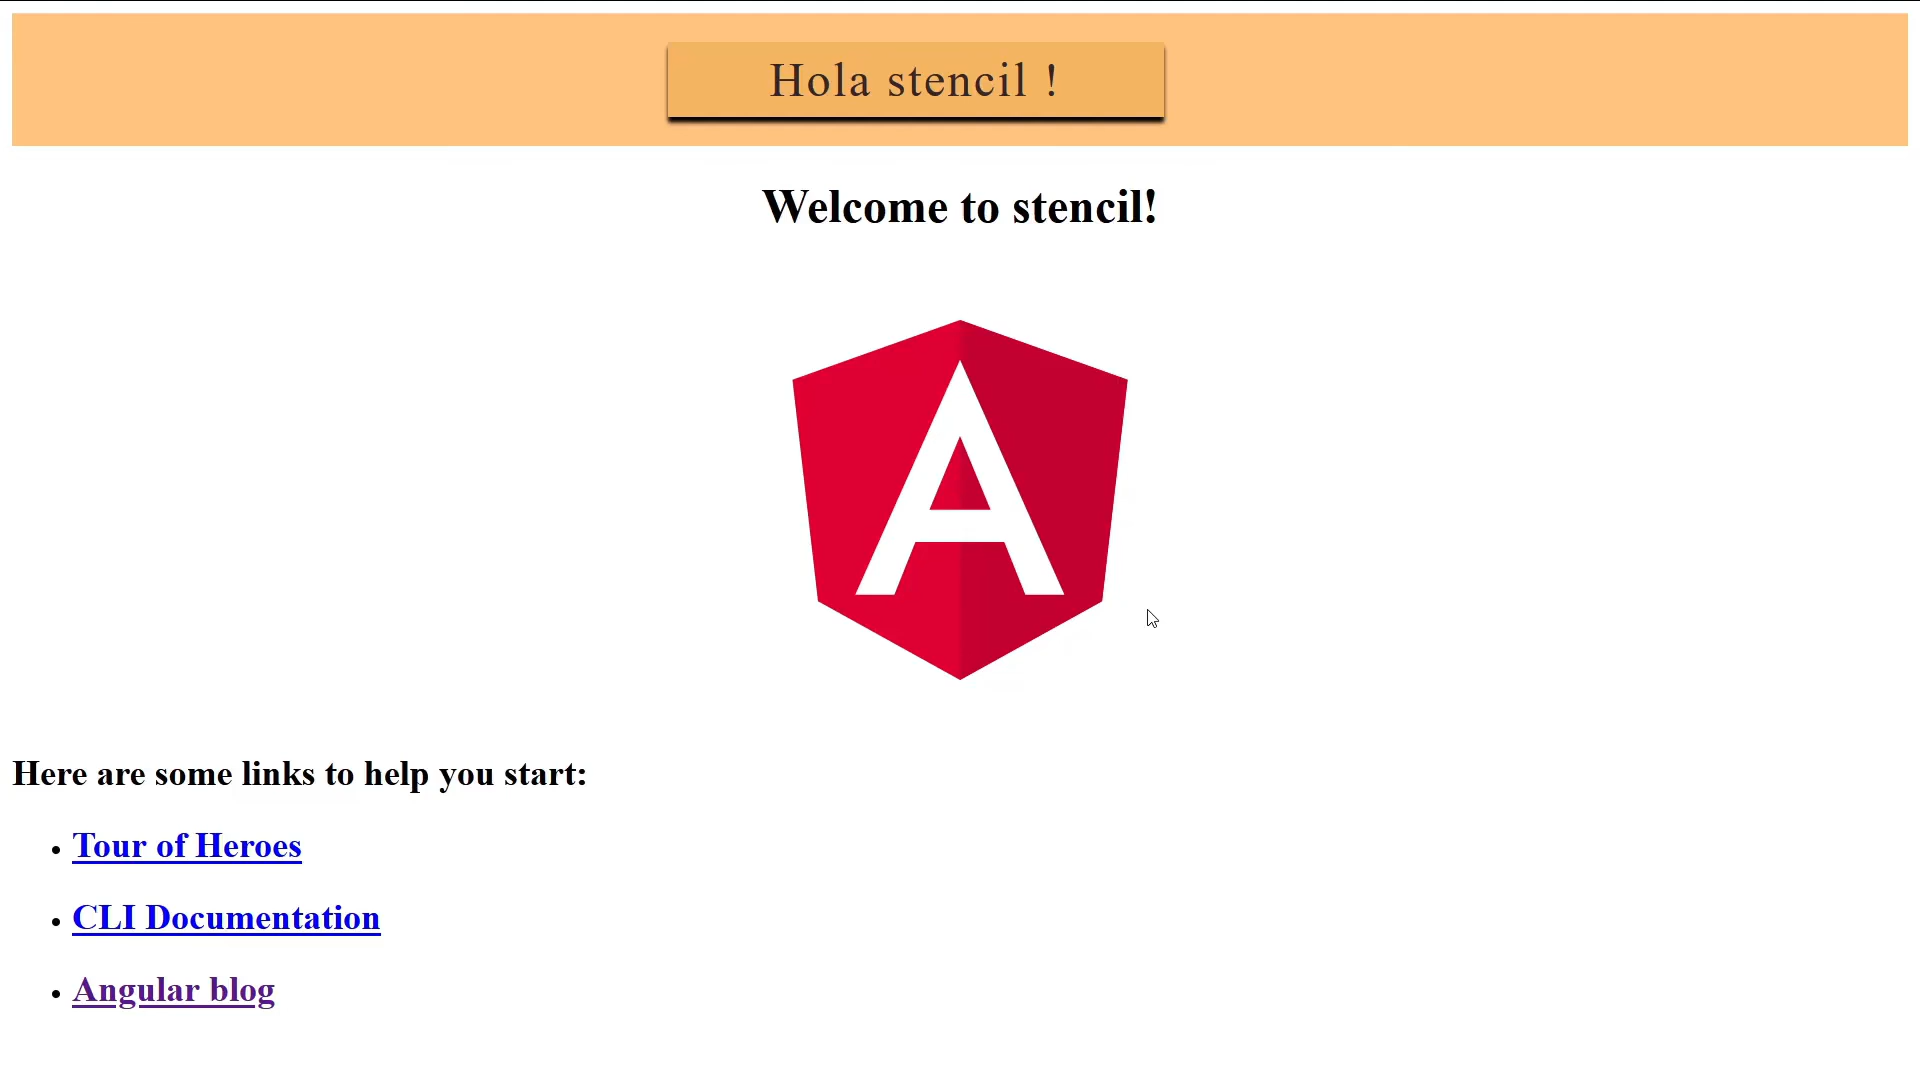 Hola stencil !
Welcome to stencil!
A
Here are some links to help you start:
Tour of Heroes
CLI Documentation
Angular blog